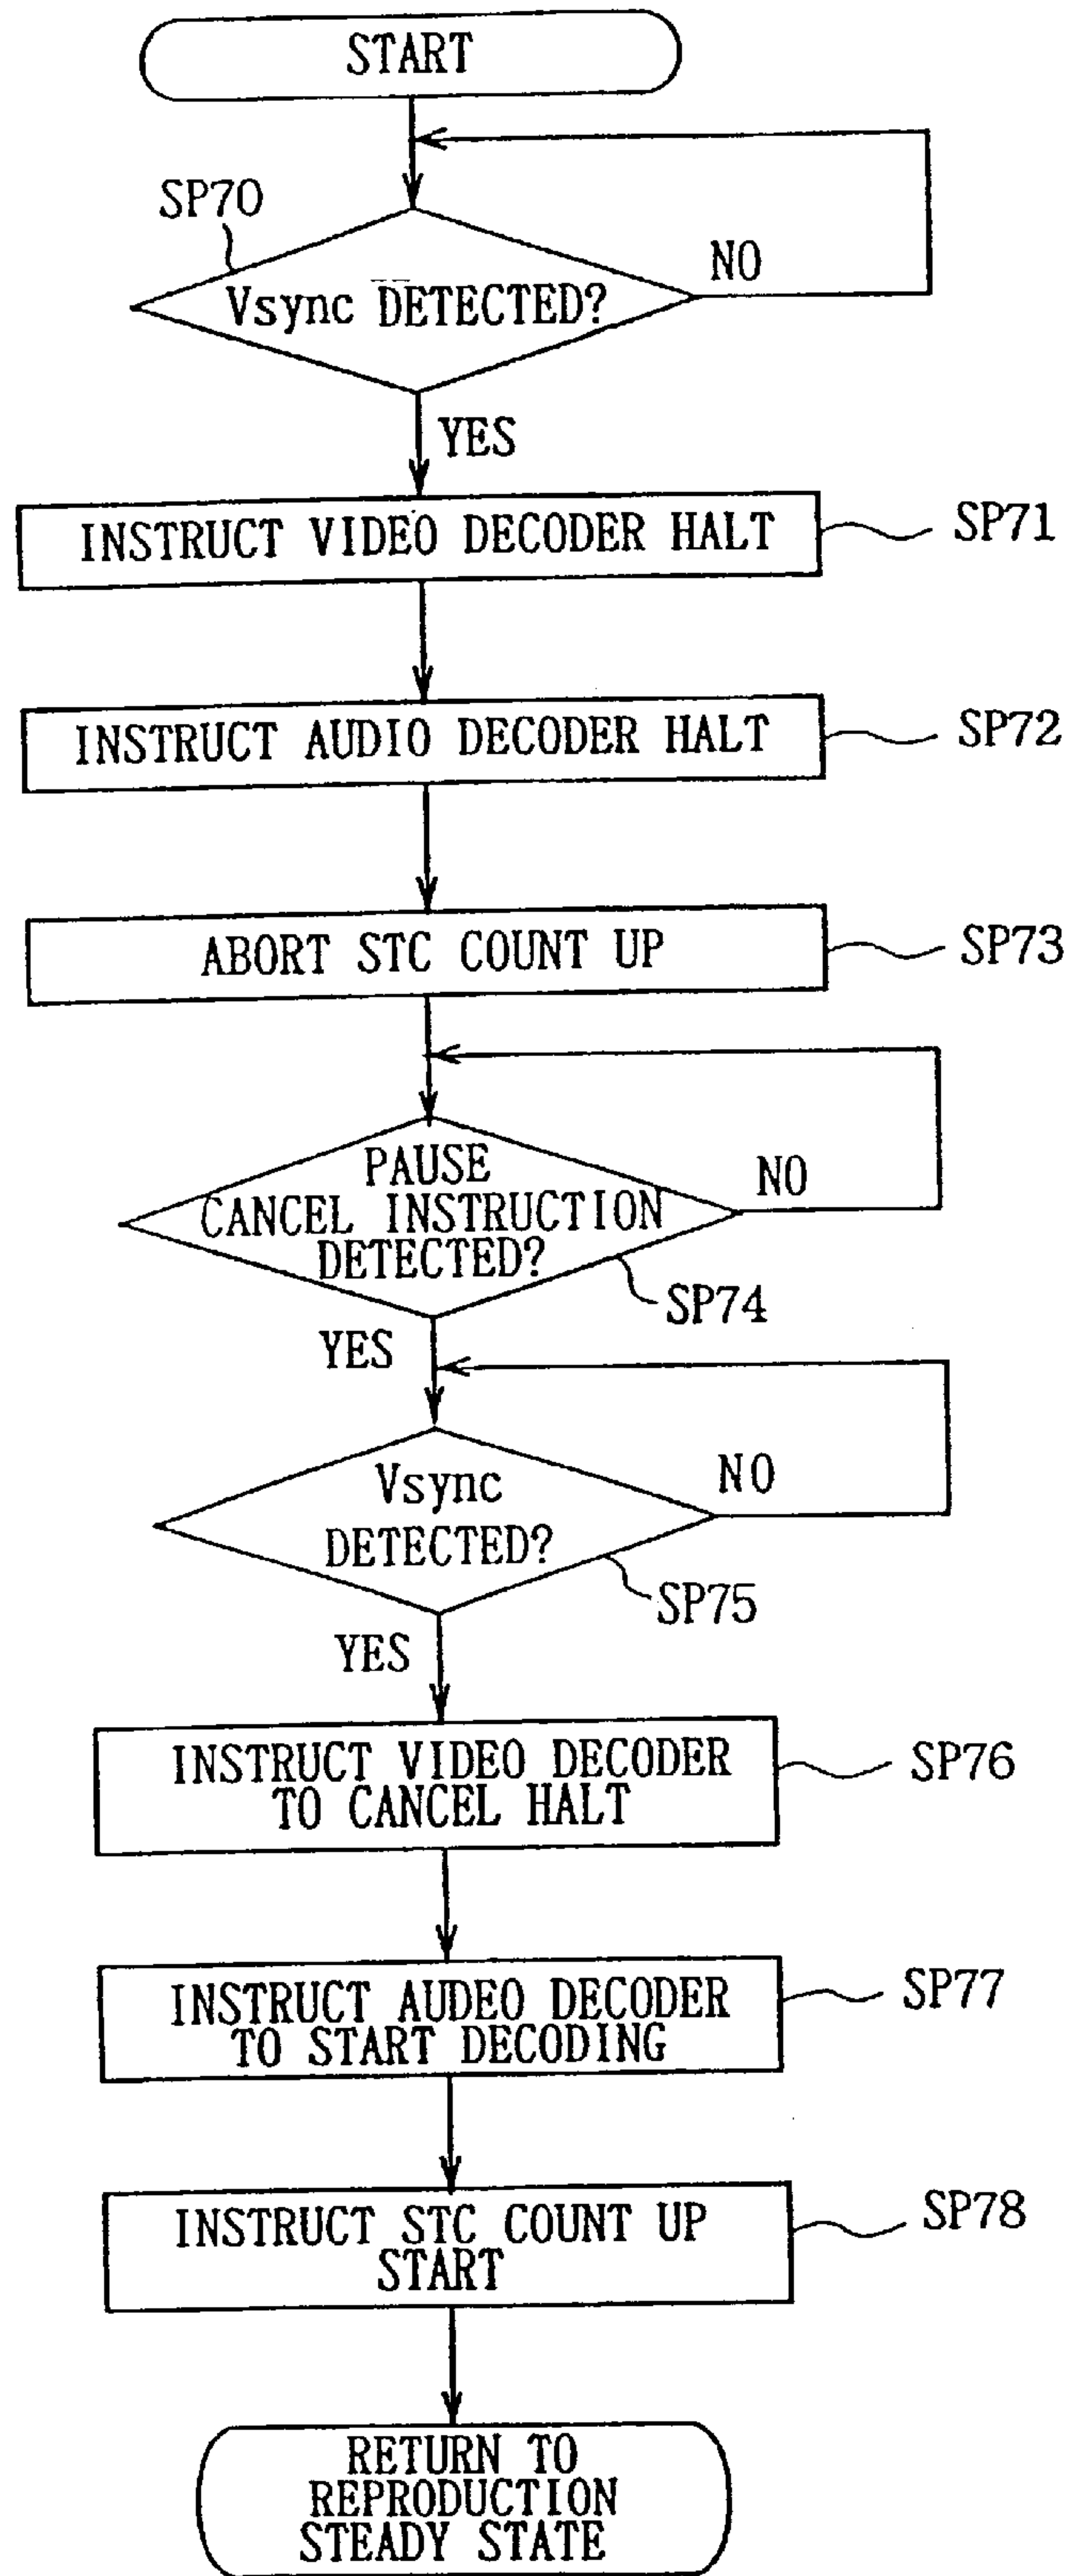 START
SP70
NO
Vsync DETECTED?
YES
INSTRUCT VIDEO DECODER HALT
SP71
INSTRUCT AUDIO DECODER HALT
SP72
ABORT STC COUNT UP
SP73
PAUSE
CANCEL INSTRUCTION
DETECTED?
NO
SP74
YES
Vsync
DETECTED?
NO
SP75
YES
INSTRUCT VIDEO DECODER
TO CANCEL HALT
SP76
INSTRUCT AUDEO DECODER
TO START DECODING
SP77
INSTRUCT STC COUNT UP
START
SP78
RETURN TO
REPRODUCTION
STEADY STATE